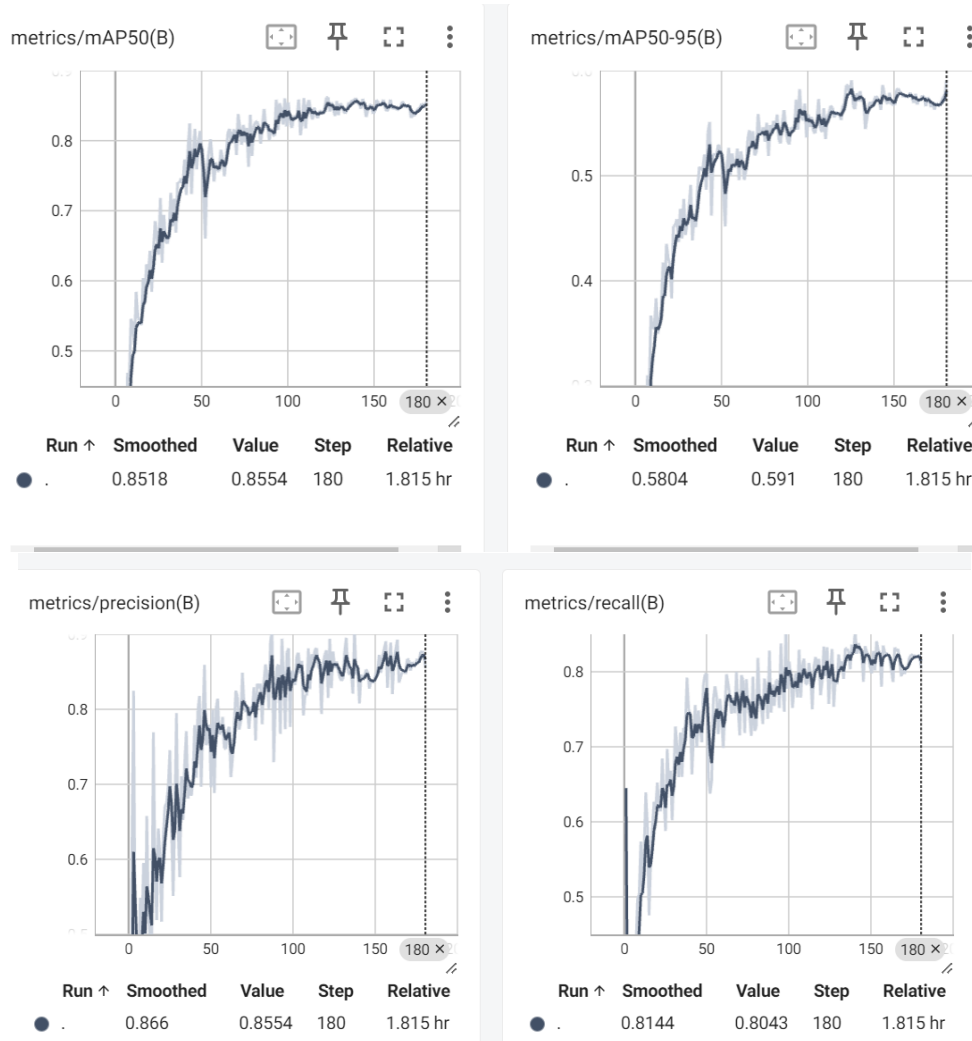 metrics/mAP50(B)
metrics/mAP50-95(B)
0.8
0.7
0.6
0.5
0 50 100 150 180 ×
0.5
0.4
0 50 100 150 180 ×
Run ↑ Smoothed Value Step Relative
. 0.8518 0.8554 180 1.815 hr
Run ↑ Smoothed Value Step Relative
. 0.5804 0.591 180 1.815 hr
metrics/precision(B)
metrics/recall(B)
0.8
0.7
0.6
0 50 100 150 180 ×
0.8
0.7
0.6
0.5
0 50 100 150 180 ×
Run ↑ Smoothed Value Step Relative
. 0.866 0.8554 180 1.815 hr
Run ↑ Smoothed Value Step Relative
. 0.8144 0.8043 180 1.815 hr